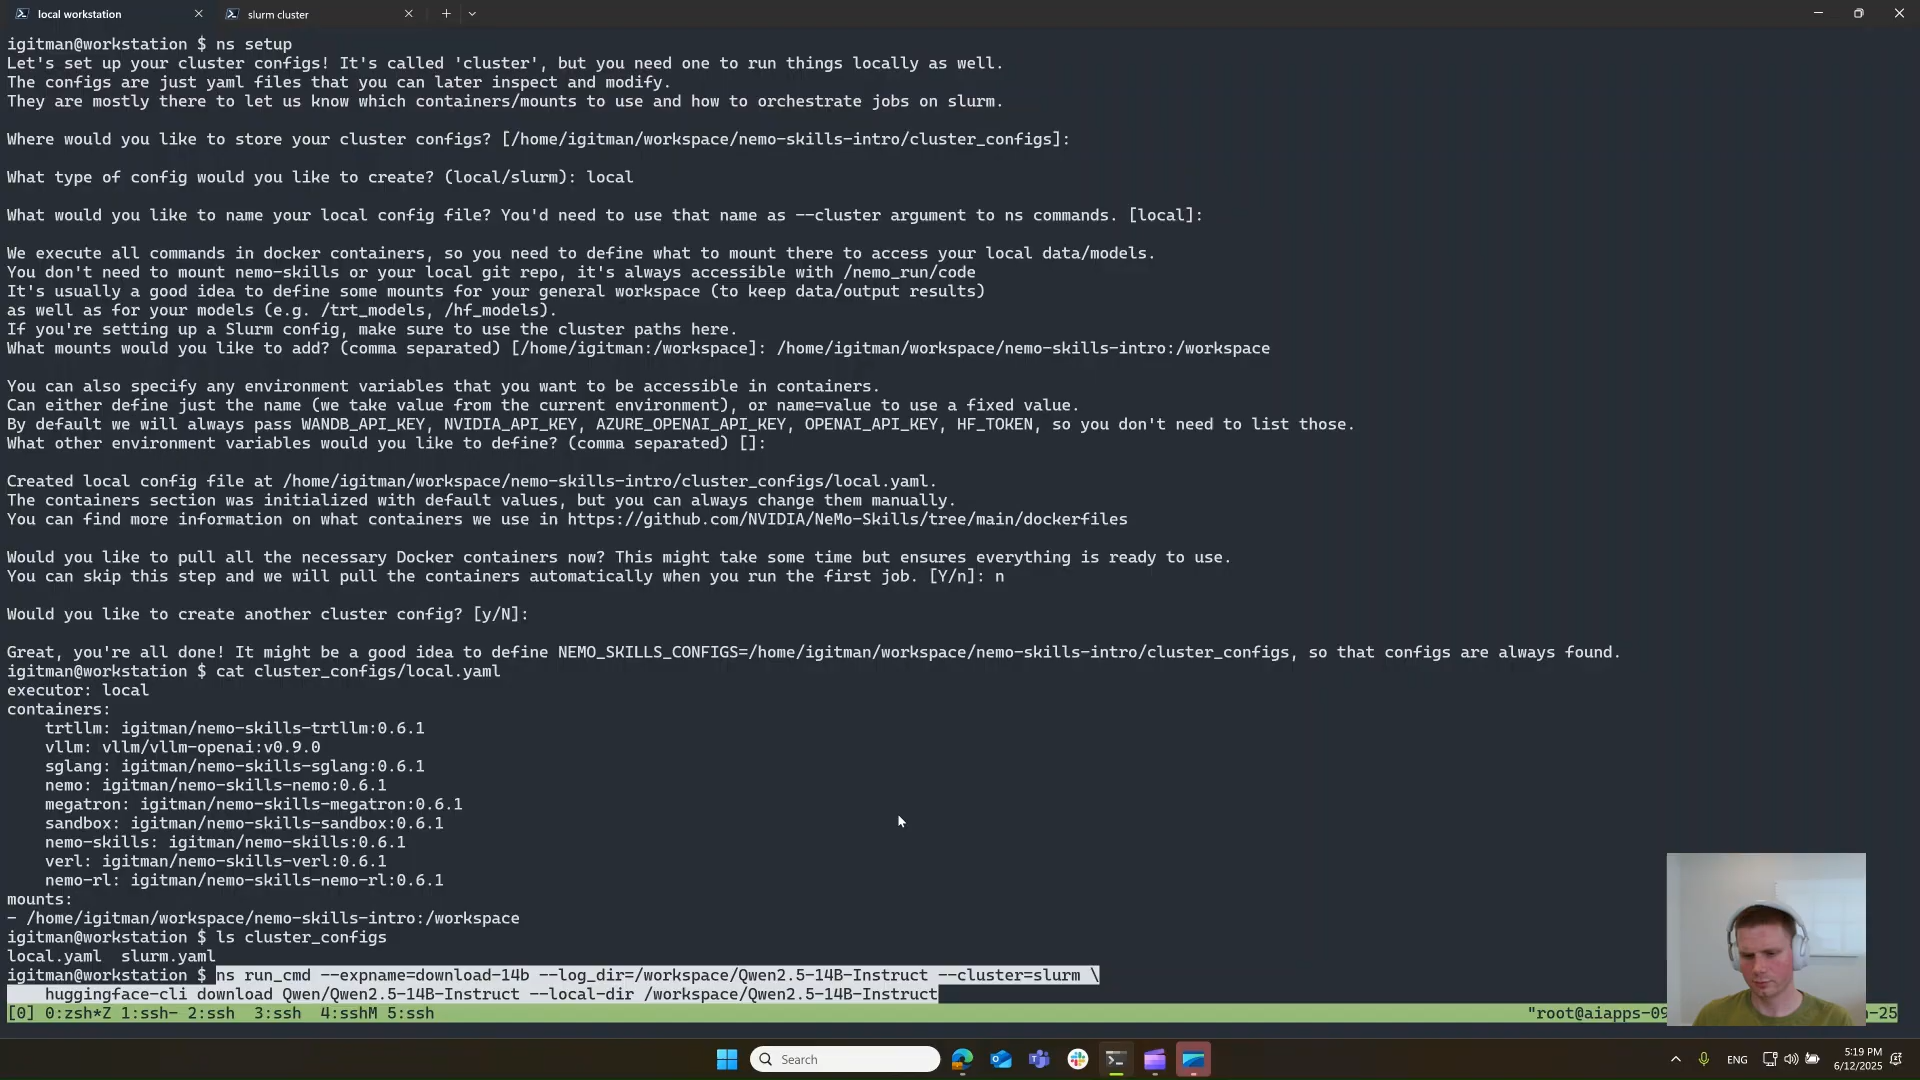 local workstation
slurm cluster
igitman@workstation $ ns setup
Let's set up your cluster configs! It's called 'cluster', but you need one to run things locally as well.
The configs are just yaml files that you can later inspect and modify.
They are mostly there to let us know which containers/mounts to use and how to orchestrate jobs on slurm.
Where would you like to store your cluster configs? [/home/igitman/workspace/nemo-skills-intro/cluster_configs]:
What type of config would you like to create? (local/slurm): local
What would you like to name your local config file? You'd need to use that name as --cluster argument to ns commands. [local]:
We execute all commands in docker containers, so you need to define what to mount there to access your local data/models.
You don't need to mount nemo-skills or your local git repo, it's always accessible with /nemo_run/code
It's usually a good idea to define some mounts for your general workspace (to keep data/output results)
as well as for your models (e.g. /trt_models, /hf_models).
If you're setting up a Slurm config, make sure to use the cluster paths here.
What mounts would you like to add? (comma separated) [/home/igitman:/workspace]: /home/igitman/workspace/nemo-skills-intro:/workspace
You can also specify any environment variables that you want to be accessible in containers.
Can either define just the name (we take value from the current environment), or name=value to use a fixed value.
By default we will always pass WANDB_API_KEY, NVIDIA_API_KEY, AZURE_OPENAI_API_KEY, OPENAI_API_KEY, HF_TOKEN, so you don't need to list those.
What other environment variables would you like to define? (comma separated) []:
Created local config file at /home/igitman/workspace/nemo-skills-intro/cluster_configs/local.yaml.
The containers section was initialized with default values, but you can always change them manually.
You can find more information on what containers we use in https://github.com/NVIDIA/NeMo-Skills/tree/main/dockerfiles
Would you like to pull all the necessary Docker containers now? This might take some time but ensures everything is ready to use.
You can skip this step and we will pull the containers automatically when you run the first job. [Y/n]: n
Would you like to create another cluster config? [y/N]:
Great, you're all done! It might be a good idea to define NEMO_SKILLS_CONFIGS=/home/igitman/workspace/nemo-skills-intro/cluster_configs, so that configs are always found.
igitman@workstation $ cat cluster_configs/local.yaml
executor: local
containers:
    trtllm: igitman/nemo-skills-trtllm:0.6.1
    vllm: vllm/vllm-openai:v0.9.0
    sglang: igitman/nemo-skills-sglang:0.6.1
    nemo: igitman/nemo-skills-nemo:0.6.1
    megatron: igitman/nemo-skills-megatron:0.6.1
    sandbox: igitman/nemo-skills-sandbox:0.6.1
    nemo-skills: igitman/nemo-skills:0.6.1
    verl: igitman/nemo-skills-verl:0.6.1
    nemo-rl: igitman/nemo-skills-nemo-rl:0.6.1
mounts:
- /home/igitman/workspace/nemo-skills-intro:/workspace
igitman@workstation $ ls cluster_configs
local.yaml  slurm.yaml
igitman@workstation $ ns run_cmd --expname=download-14b --log_dir=/workspace/Qwen2.5-14B-Instruct --cluster=slurm \
    huggingface-cli download Qwen/Qwen2.5-14B-Instruct --local-dir /workspace/Qwen2.5-14B-Instruct
[0] 0:zsh*Z 1:ssh- 2:ssh  3:ssh  4:sshM 5:ssh "root@aiapps-09 -25
Search
ENG
5:19 PM
6/12/2025